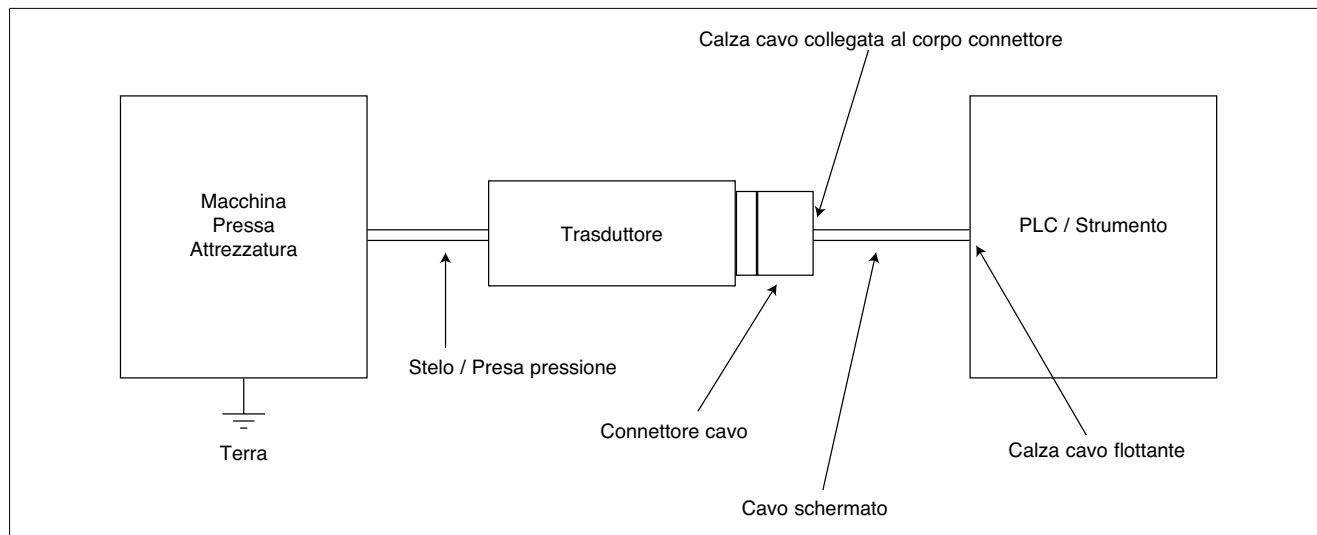 Calza cavo collegata al corpo connettore
Macchina
Pressa
Attrezzatura
Trasduttore
PLC / Strumento
Stelo / Presa pressione
Connettore cavo
Calza cavo flottante
Terra
Cavo schermato